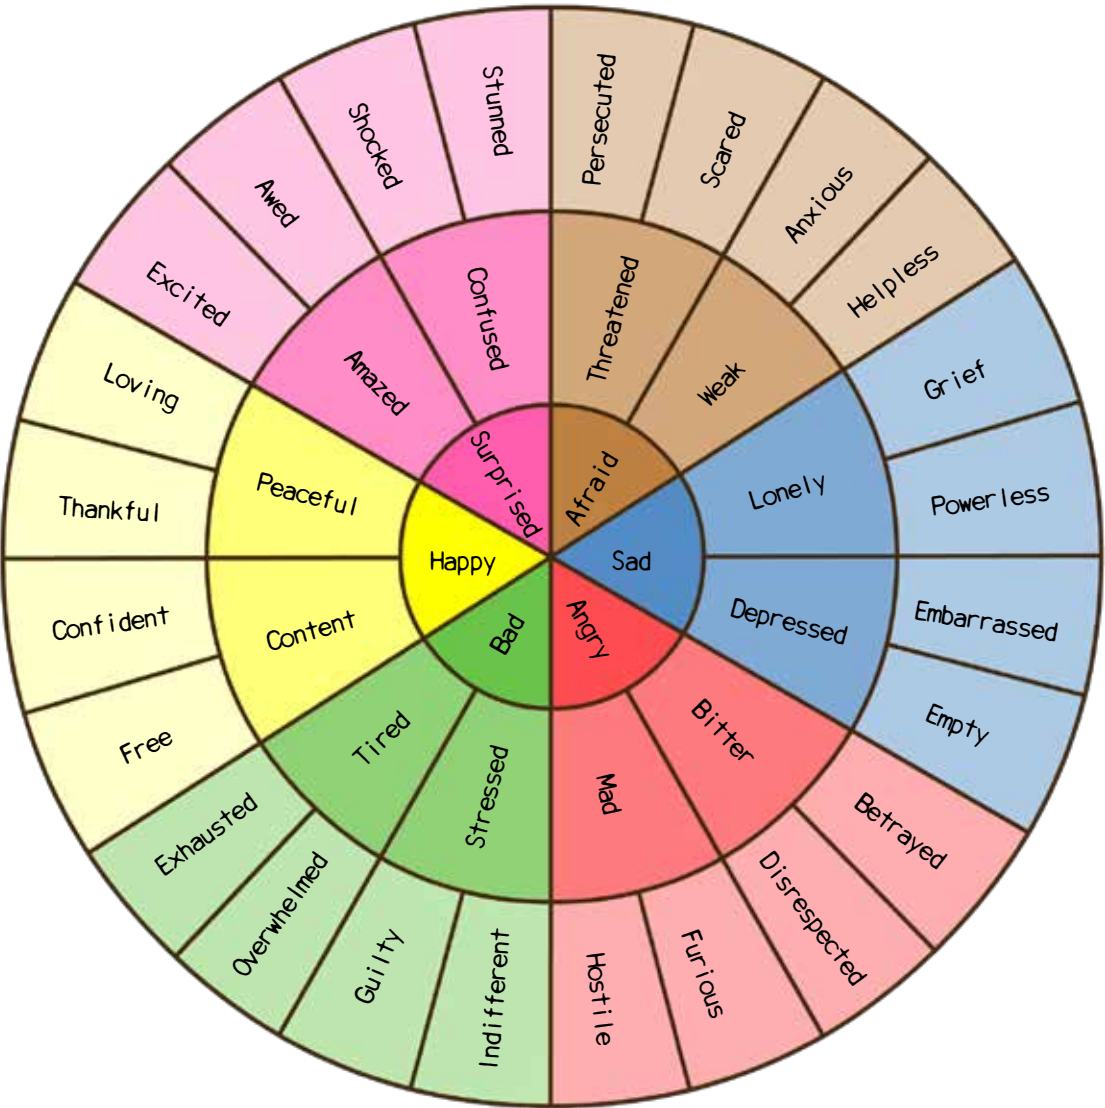 Surprised
Afraid
Sad
Angry
Bad
Happy
Confused
Threatened
Weak
Lonely
Depressed
Bitter
Mad
Stressed
Tired
Content
Peaceful
Amazed
Stunned
Persecuted
Scared
Anxious
Helpless
Grief
Powerless
Embarrassed
Empty
Betrayed
Disrespected
Furious
Hostile
Indifferent
Guilty
Overwhelmed
Exhausted
Free
Confident
Thankful
Loving
Excited
Awed
Shocked